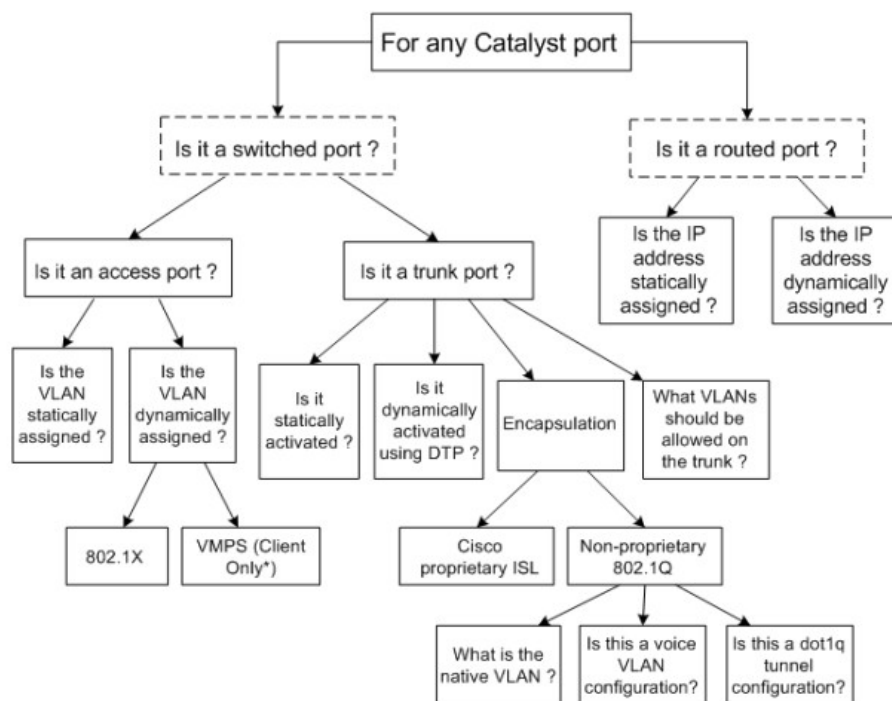 For any Catalyst port
Is it a switched port ?
Is it a routed port ?
Is it an access port ?
Is it a trunk port ?
Is the IP
address
statically
assigned ?
Is the IP
address
dynamically
assigned ?
Is the
VLAN
statically
assigned ?
Is the
VLAN
dynamically
assigned ?
Is it
statically
activated ?
Is it
dynamically
activated
using DTP ?
Encapsulation
What VLANs
should be
allowed on
the trunk ?
802.1X
VMPS (Client
Only*)
Cisco
proprietary ISL
Non-proprietary
802.1Q
What is the
native VLAN ?
Is this a voice
VLAN
configuration?
Is this a dot1q
tunnel
configuration?